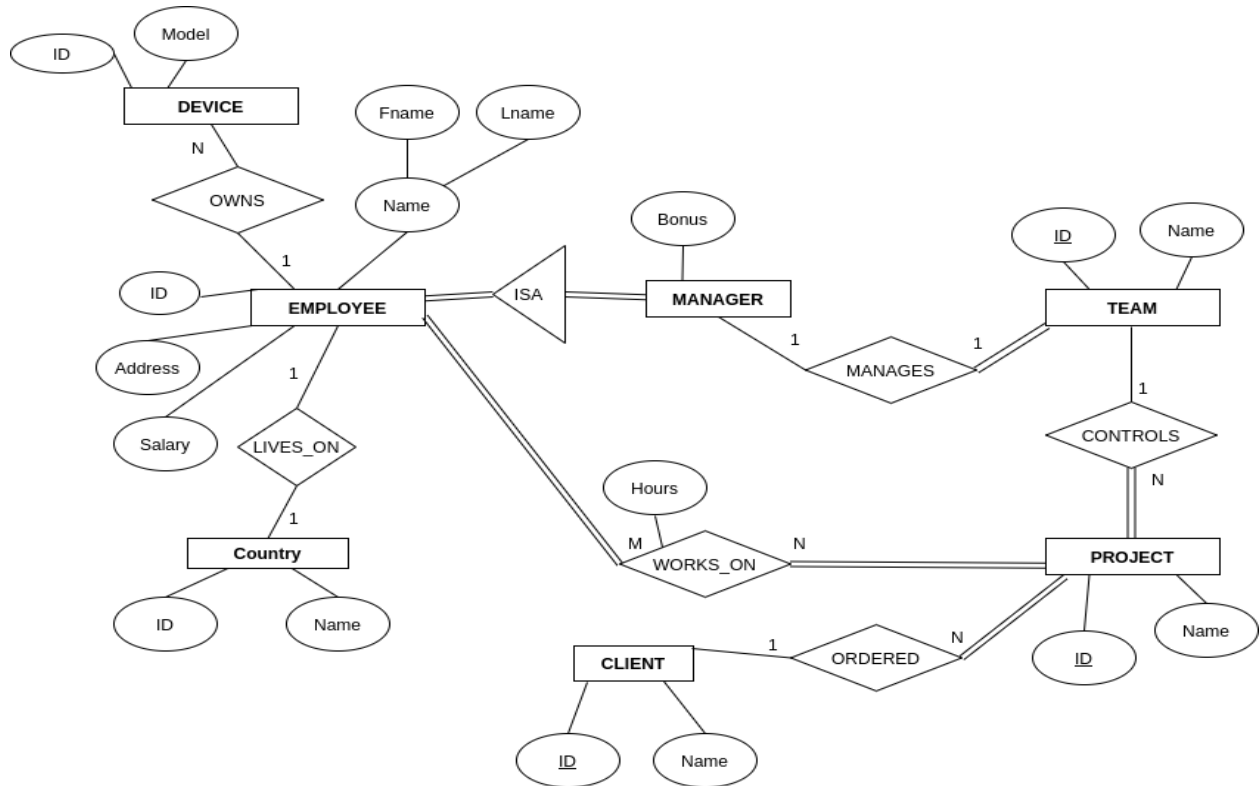 Model
ID
DEVICE
Fname
Lname
N
OWNS
Name
Bonus
ID
Name
1
ID
EMPLOYEE
ISA
MANAGER
TEAM
1
1
MANAGES
Address
1
1
Salary
LIVES_ON
CONTROLS
N
Hours
1
Country
M
WORKS_ON
N
PROJECT
ID
Name
Name
1
ORDERED
N
ID
CLIENT
ID
Name